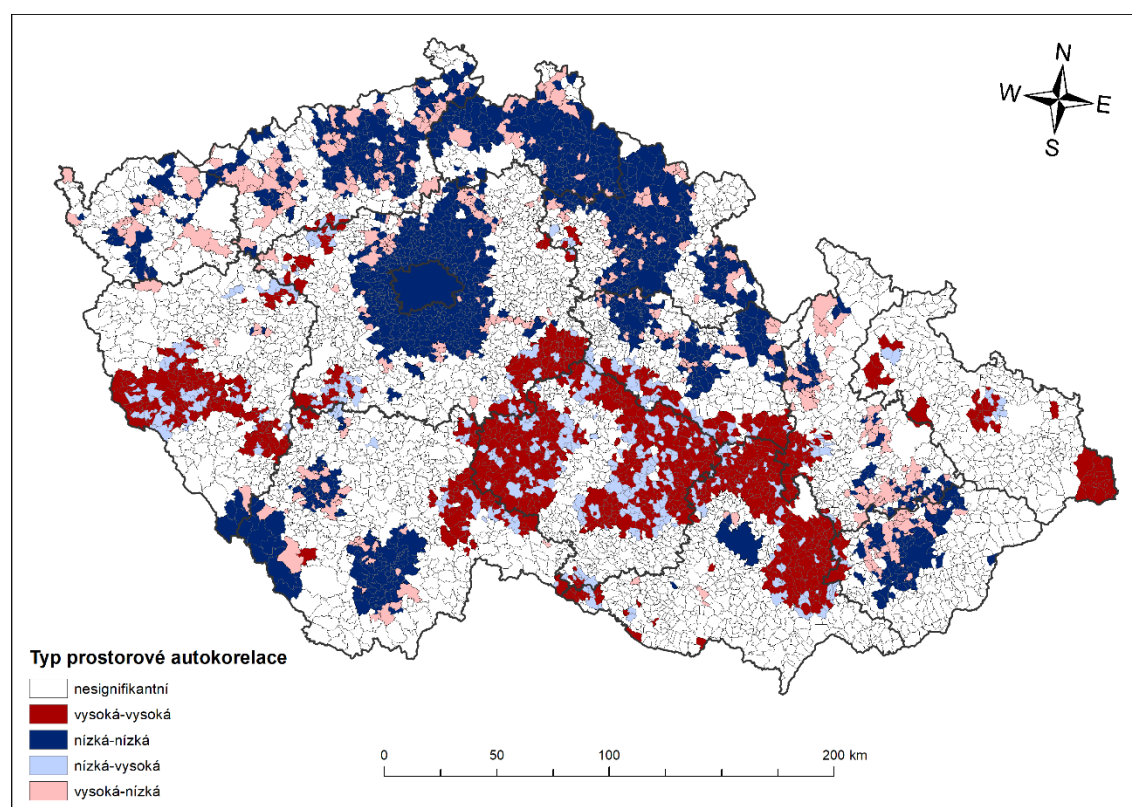 N
W E
S
Typ prostorové autokorelace
nesignifikantní
vysoká-vysoká
nízká-nízká
nízká-vysoká
vysoká-nízká
0 50 100 200 km